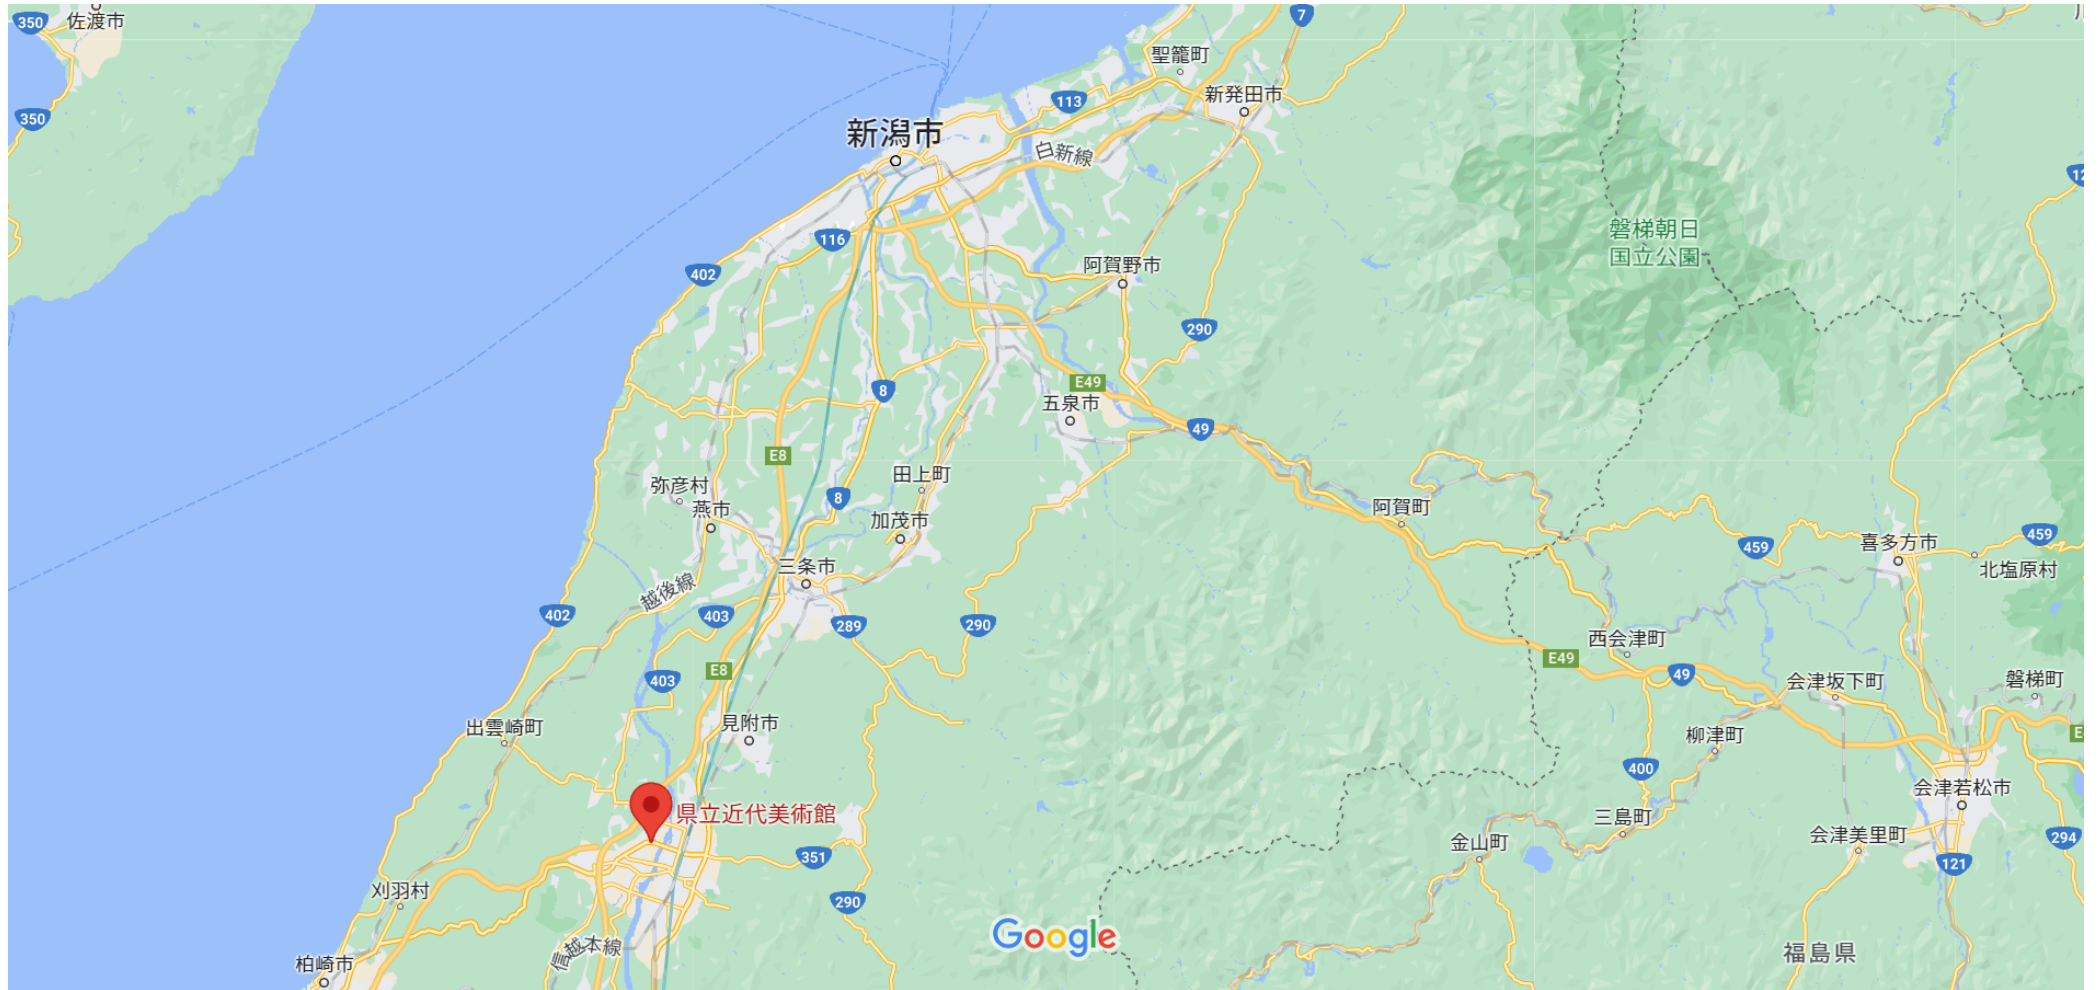 350
佐渡市
7
聖籠町
113
新発田市
350
新潟市
白新線
磐梯朝日
国立公園
116
402
阿賀野市
290
E49
8
五泉市
49
E8
田上町
弥彦村
8
燕市
加茂市
阿賀町
459
459
喜多方市
北塩原村
三条市
越後線
402
403
289
290
西会津町
E49
E8
49
403
会津坂下町
磐梯町
出雲崎町
見附市
柳津町
400
会津若松市
県立近代美術館
三島町
会津美里町
294
金山町
351
121
刈羽村
290
Google
信越本線
福島県
柏崎市